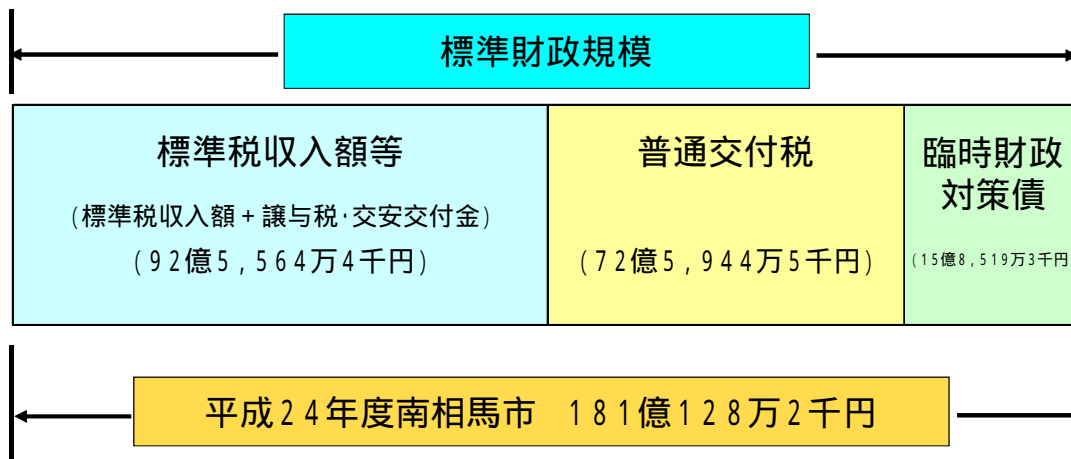 標準財政規模
標準税収入額等
(標準税収入額+譲与税･交安交付金)
(92億5,564万4千円)
普通交付税
(72億5,944万5千円)
臨時財政
対策債
(15億8,519万3千円
平成24年度南相馬市 181億128万2千円